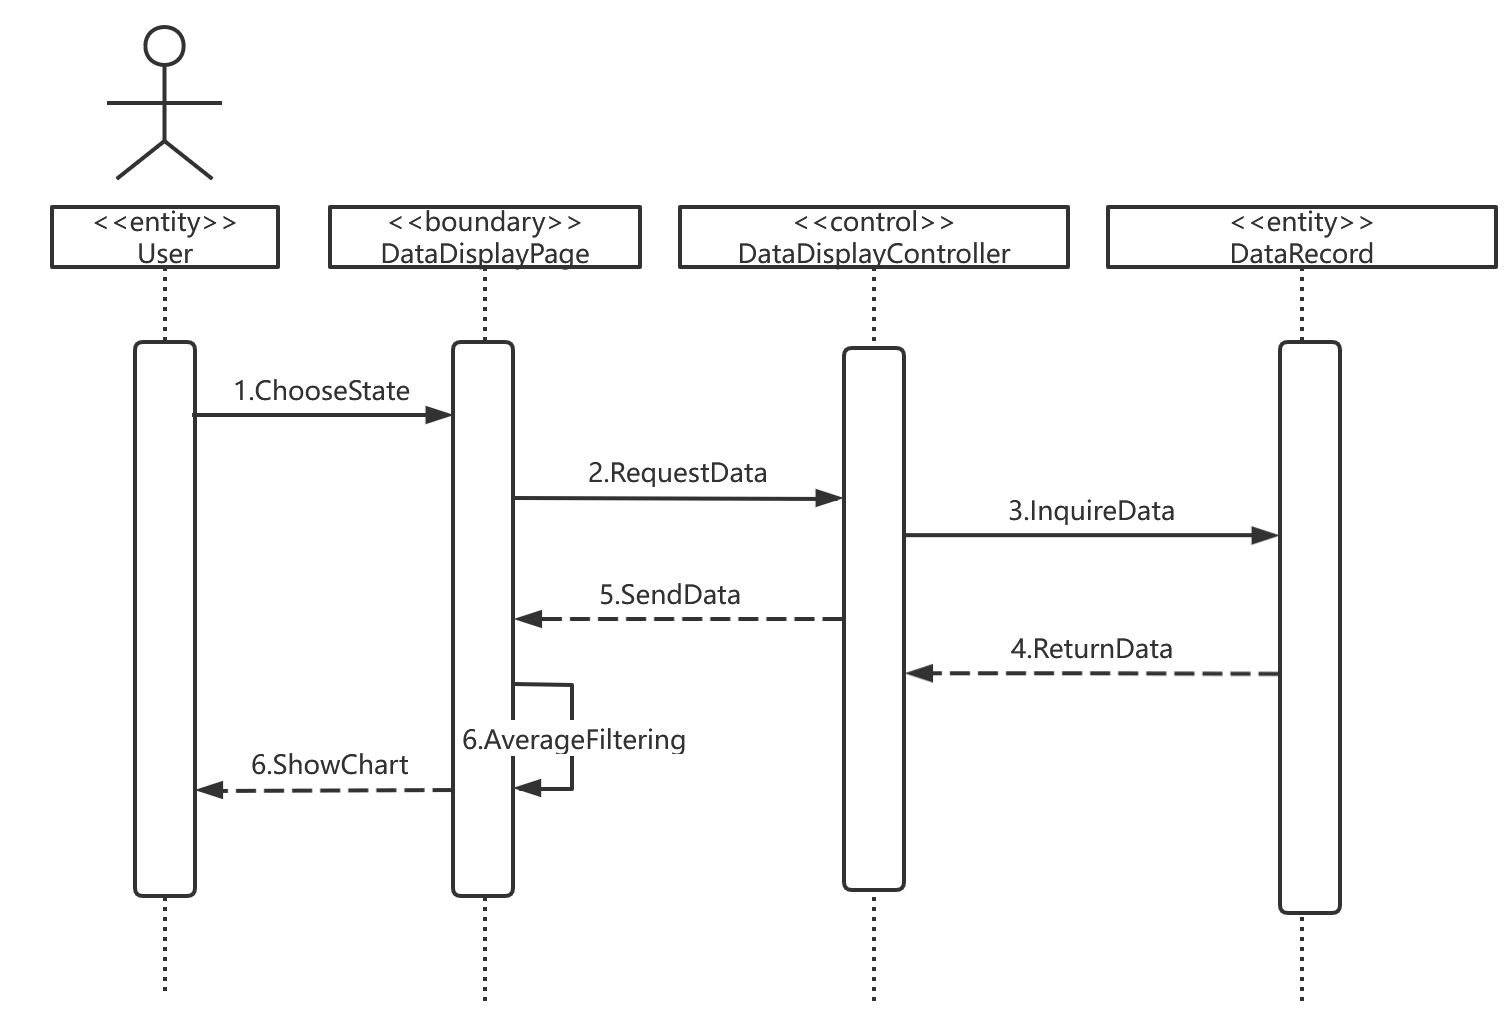 <<entity>>
User
<<boundary>>
DataDisplayPage
<<control>>
DataDisplayController
<<entity>>
DataRecord
1.ChooseState
2.RequestData
3.InquireData
5.SendData
4.ReturnData
6.AverageFiltering
6.ShowChart